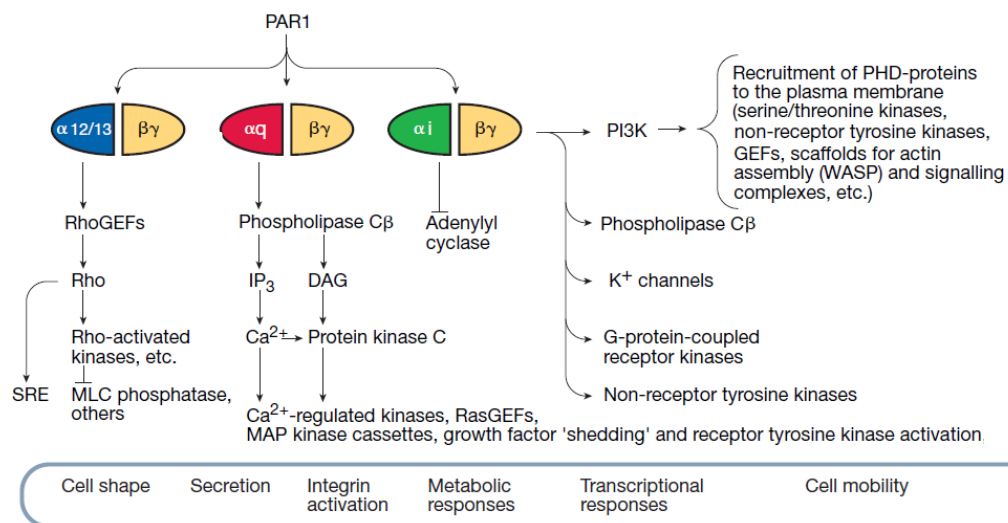 PAR1
α 12/13 βγ
αq βγ
αi βγ
PI3K
Recruitment of PHD-proteins
to the plasma membrane
(serine/threonine kinases,
non-receptor tyrosine kinases,
GEFs, scaffolds for actin
assembly (WASP) and signalling
complexes, etc.)
RhoGEFs
Phospholipase Cβ
Adenylyl
cyclase
Phospholipase Cβ
Rho
IP3
DAG
K+ channels
Rho-activated
kinases, etc.
Ca2+
Protein kinase C
G-protein-coupled
receptor kinases
SRE
MLC phosphatase,
others
Non-receptor tyrosine kinases
Ca2+-regulated kinases, RasGEFs,
MAP kinase cassettes, growth factor 'shedding' and receptor tyrosine kinase activation,
Cell shape
Secretion
Integrin
activation
Metabolic
responses
Transcriptional
responses
Cell mobility